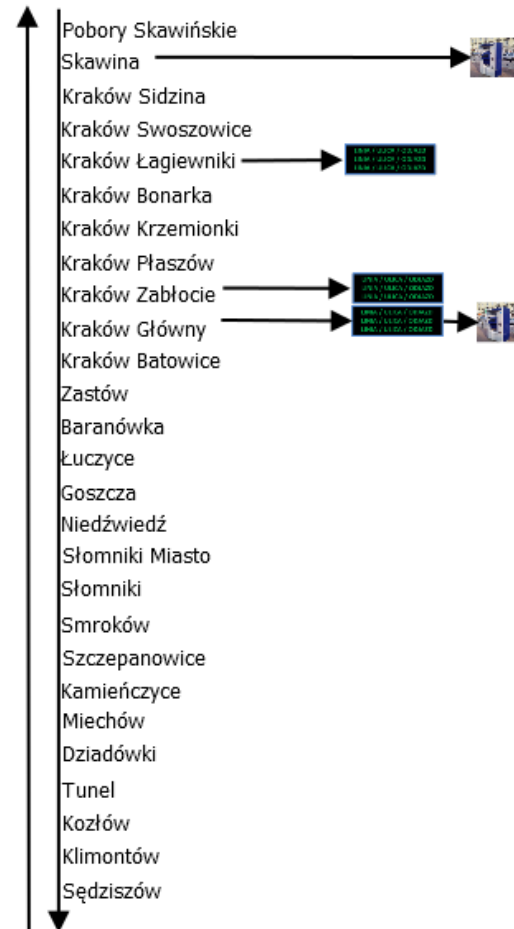 Pobory Skawińskie
Skawina
Kraków Sidzina
Kraków Swoszowice
Kraków Łagiewniki
Kraków Bonarka
Kraków Krzemionki
Kraków Płaszów
Kraków Zabłocie
Kraków Główny
Kraków Batowice
Zastów
Baranówka
Łuczyce
Goszcza
Niedźwiedź
Słomniki Miasto
Słomniki
Smroków
Szczepanowice
Kamieńczyce
Miechów
Dziadówki
Tunel
Kozłów
Klimontów
Sędziszów